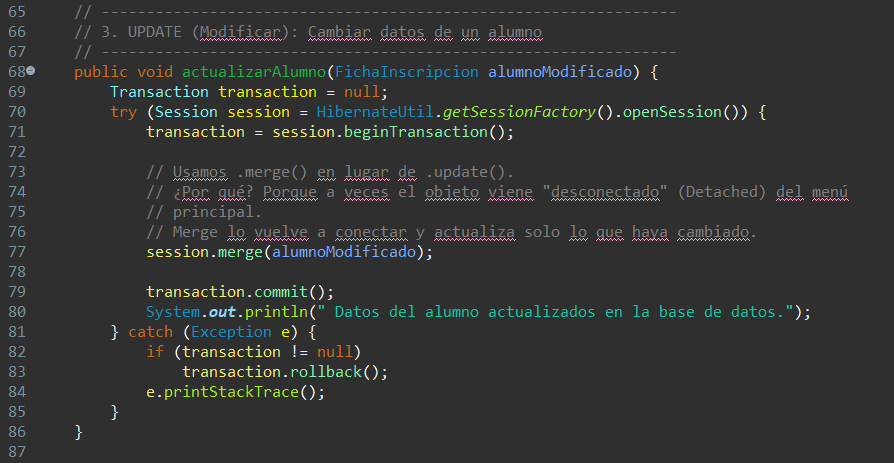 65 // ----------------------------------------------------------------
66 // 3. UPDATE (Modificar): Cambiar datos de un alumno
67 // ----------------------------------------------------------------
68 public void actualizarAlumno(FichaInscripcion alumnoModificado) {
69 Transaction transaction = null;
70 try (Session session = HibernateUtil.getSessionFactory().openSession()) {
71 transaction = session.beginTransaction();
72
73 // Usamos .merge() en lugar de .update().
74 // ¿Por qué? Porque a veces el objeto viene "desconectado" (Detached) del menú
75 // principal.
76 // Merge lo vuelve a conectar y actualiza solo lo que haya cambiado.
77 session.merge(alumnoModificado);
78
79 transaction.commit();
80 System.out.println(" Datos del alumno actualizados en la base de datos.");
81 } catch (Exception e) {
82 if (transaction != null)
83 transaction.rollback();
84 e.printStackTrace();
85 }
86 }
87